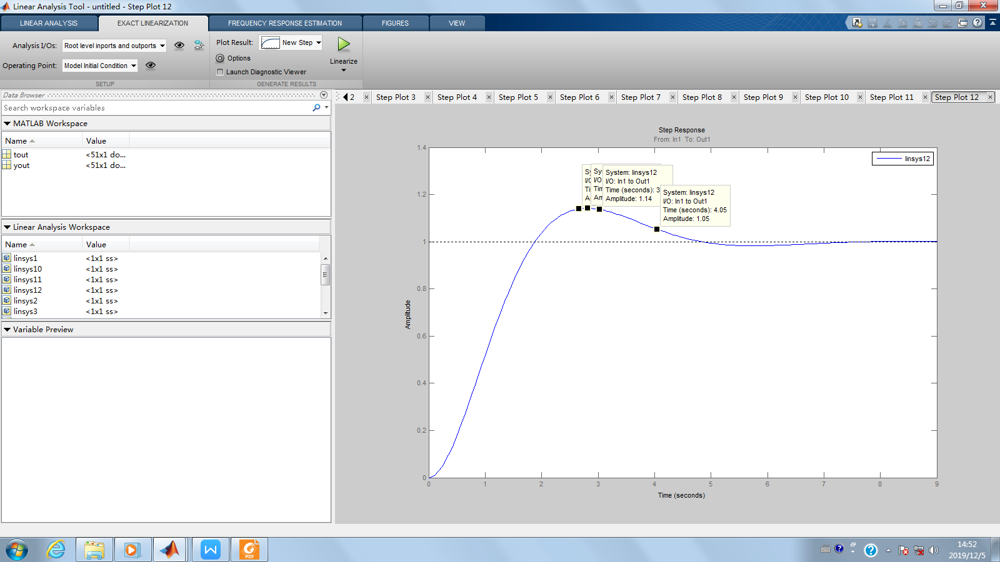 Linear Analysis Tool - untitled - Step Plot 12
LINEAR ANALYSIS
EXACT LINEARIZATION
FREQUENCY RESPONSE ESTIMATION
FIGURES
VIEW
Analysis I/Os: Root level inports and outports
Operating Point: Model Initial Condition
SETUP
Plot Result: New Step
Options
Launch Diagnostic Viewer
Linearize
GENERATE RESULTS
Data Browser
Search workspace variables
MATLAB Workspace
Name Value
tout <51x1 do...
yout <51x1 do...
Linear Analysis Workspace
Name Value
linsys1 <1x1 ss>
linsys10 <1x1 ss>
linsys11 <1x1 ss>
linsys12 <1x1 ss>
linsys2 <1x1 ss>
linsys3 <1x1 ss>
Variable Preview
2
Step Plot 3
Step Plot 4
Step Plot 5
Step Plot 6
Step Plot 7
Step Plot 8
Step Plot 9
Step Plot 10
Step Plot 11
Step Plot 12
Step Response
From: In1 To: Out1
linsys12
Sy
I/O
Tim
A
Sy
I/O
Tim
Am
System: linsys12
I/O: In1 to Out1
Time (seconds): 3
Amplitude: 1.14
System: linsys12
I/O: In1 to Out1
Time (seconds): 4.05
Amplitude: 1.05
1.4
1.2
1
0.8
0.6
0.4
0.2
0
Amplitude
0 1 2 3 4 5 6 7 8 9
Time (seconds)
W
PDF
14:52
2019/12/5